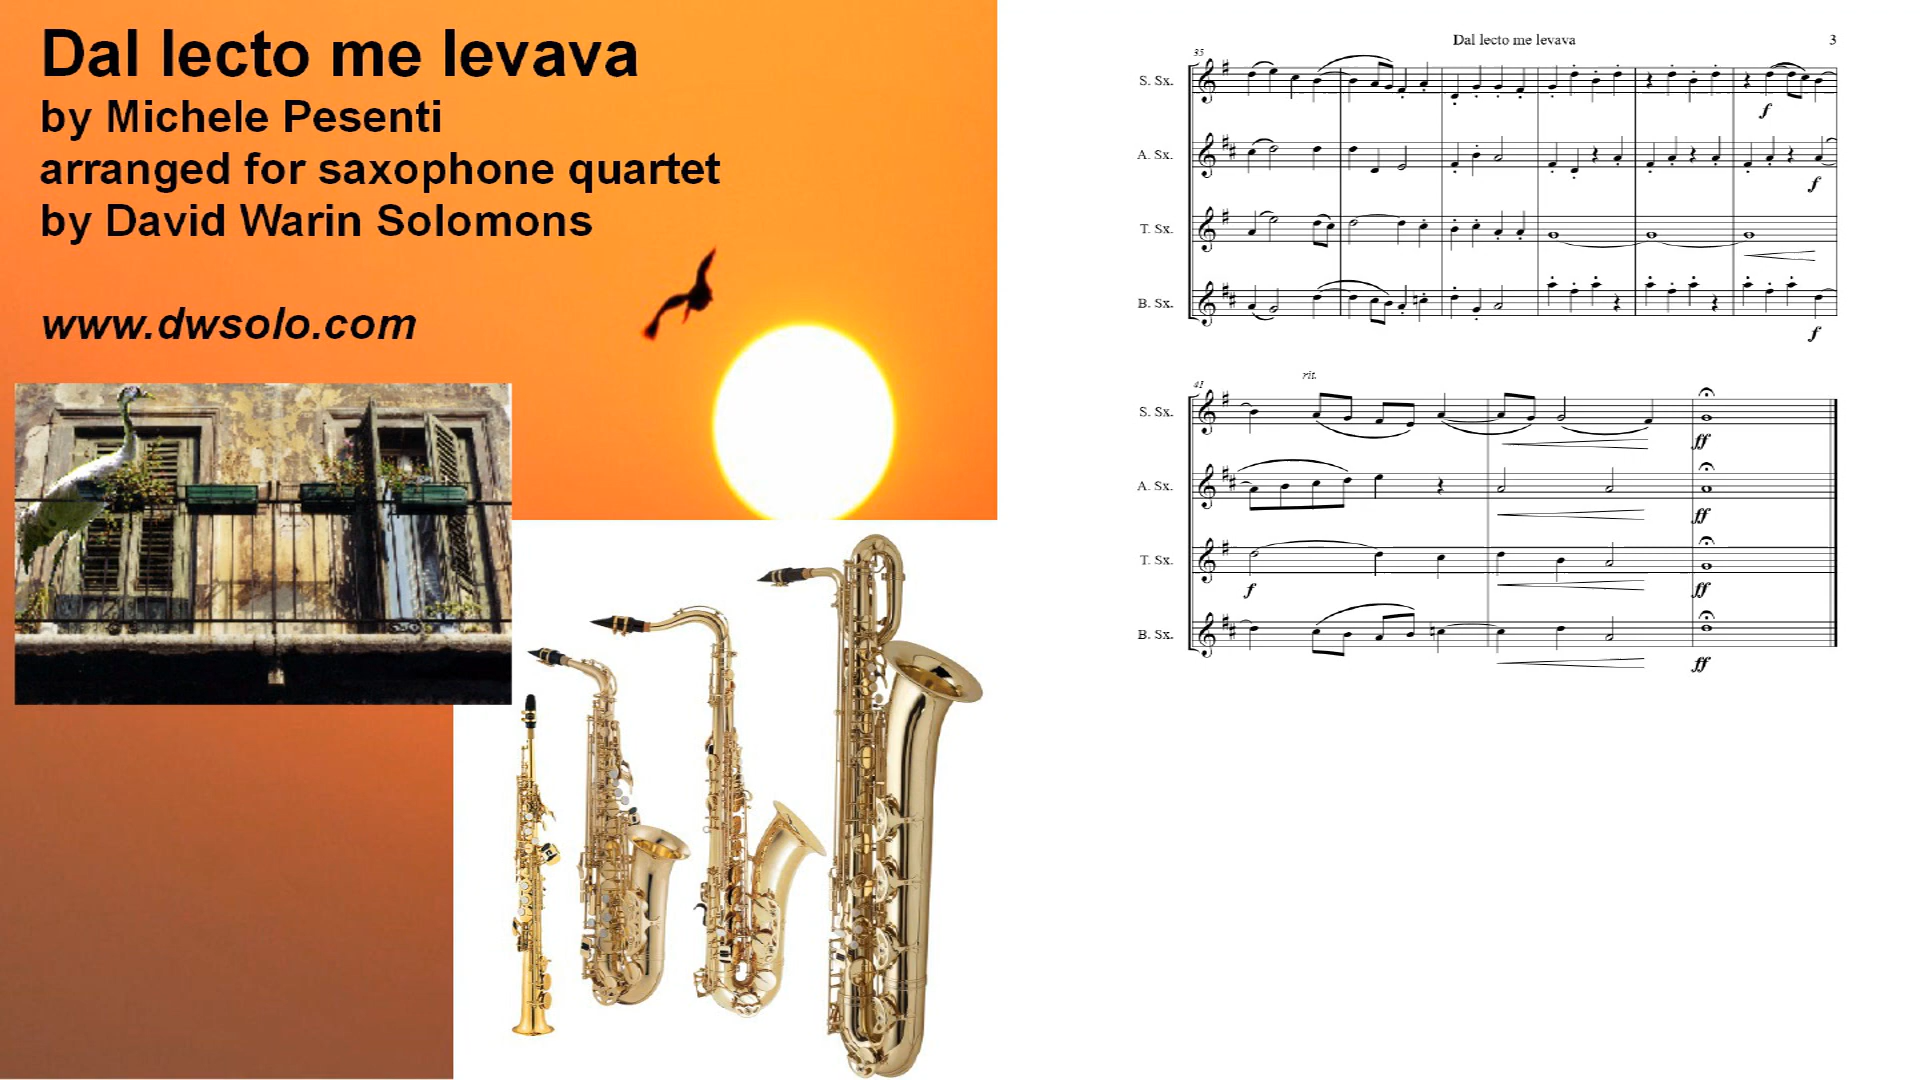 Dal lecto me levava
by Michele Pesenti
arranged for saxophone quartet
by David Warin Solomons
www.dwsolo.com
Dal lecto me levava
3
35
S. Sx.
f
A. Sx.
f
T. Sx.
B. Sx.
f
41
rit.
S. Sx.
ff
A. Sx.
ff
T. Sx.
f
ff
B. Sx.
ff